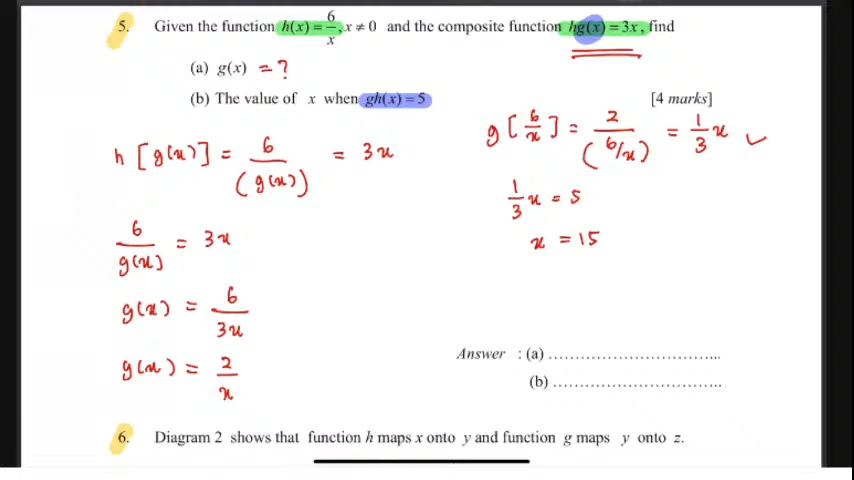 5. Given the function h(x) = 6/x, x ≠ 0 and the composite function hg(x) = 3x, find
(a) g(x) = ?
(b) The value of x when gh(x) = 5
[4 marks]
h [g(x)] = 6/(g(x)) = 3x
6/g(x) = 3x
g(x) = 6/3x
g(x) = 2/x
g [6/x] = 2/(6/x) = 1/3 x ✓
1/3 x = 5
x = 15
Answer : (a) .................................
(b) .................................
6. Diagram 2 shows that function h maps x onto y and function g maps y onto z.